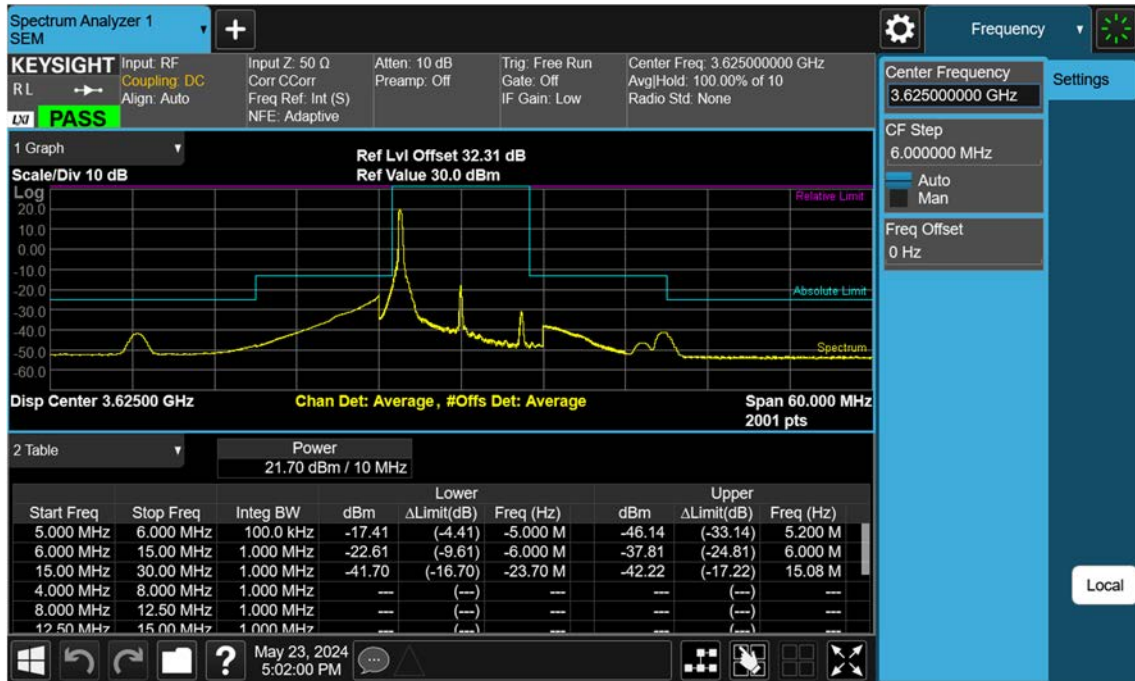 Spectrum Analyzer 1
SEM
Frequency
KEYSIGHT
R L
LXI
PASS
Input: RF
Coupling: DC
Align: Auto
Input Z: 50 Ω
Corr CCorr
Freq Ref: Int (S)
NFE: Adaptive
Atten: 10 dB
Preamp: Off
Trig: Free Run
Gate: Off
IF Gain: Low
Center Freq: 3.625000000 GHz
Avg|Hold: 100.00% of 10
Radio Std: None
Center Frequency
3.625000000 GHz
Settings
CF Step
6.000000 MHz
Auto
Man
Freq Offset
0 Hz
Local
1 Graph
Scale/Div 10 dB
Ref Lvl Offset 32.31 dB
Ref Value 30.0 dBm
Log
20.0
10.0
0.00
-10.0
-20.0
-30.0
-40.0
-50.0
-60.0
Relative Limit
Absolute Limit
Spectrum
Disp Center 3.62500 GHz
Chan Det: Average, #Offs Det: Average
Span 60.000 MHz
2001 pts
2 Table
Power
21.70 dBm / 10 MHz
Lower Upper
Start Freq Stop Freq Integ BW dBm ΔLimit(dB) Freq (Hz) dBm ΔLimit(dB) Freq (Hz)
5.000 MHz 6.000 MHz 100.0 kHz -17.41 (-4.41) -5.000 M -46.14 (-33.14) 5.200 M
6.000 MHz 15.00 MHz 1.000 MHz -22.61 (-9.61) -6.000 M -37.81 (-24.81) 6.000 M
15.00 MHz 30.00 MHz 1.000 MHz -41.70 (-16.70) -23.70 M -42.22 (-17.22) 15.08 M
4.000 MHz 8.000 MHz 1.000 MHz --- (---) --- --- (---) ---
8.000 MHz 12.50 MHz 1.000 MHz --- (---) --- --- (---) ---
12.50 MHz 15.00 MHz 1.000 MHz --- (---) --- --- (---) ---
?
May 23, 2024
5:02:00 PM